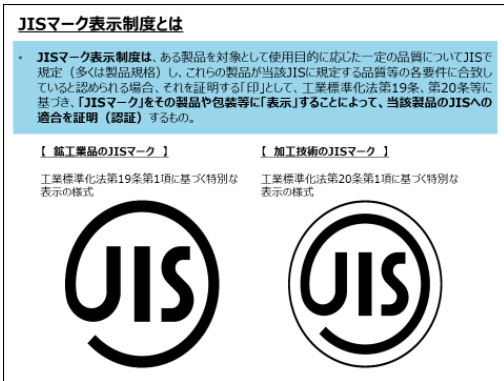 JISマーク表示制度とは
・ JISマーク表示制度は、ある製品を対象として使用目的に応じた一定の品質についてJISで
規定（多くは製品規格）し、これらの製品が当該JISに規定する品質等の各要件に合致し
ていると認められる場合、それを証明する「印」として、工業標準化法第19条、第20条等に
基づき、「JISマーク」をその製品や包装等に「表示」することによって、当該製品のJISへの
適合を証明（認証）するもの。
【 鉱工業品のJISマーク 】
工業標準化法第19条第1項に基づく特別な
表示の様式
JIS
【 加工技術のJISマーク 】
工業標準化法第20条第1項に基づく特別な
表示の様式
JIS